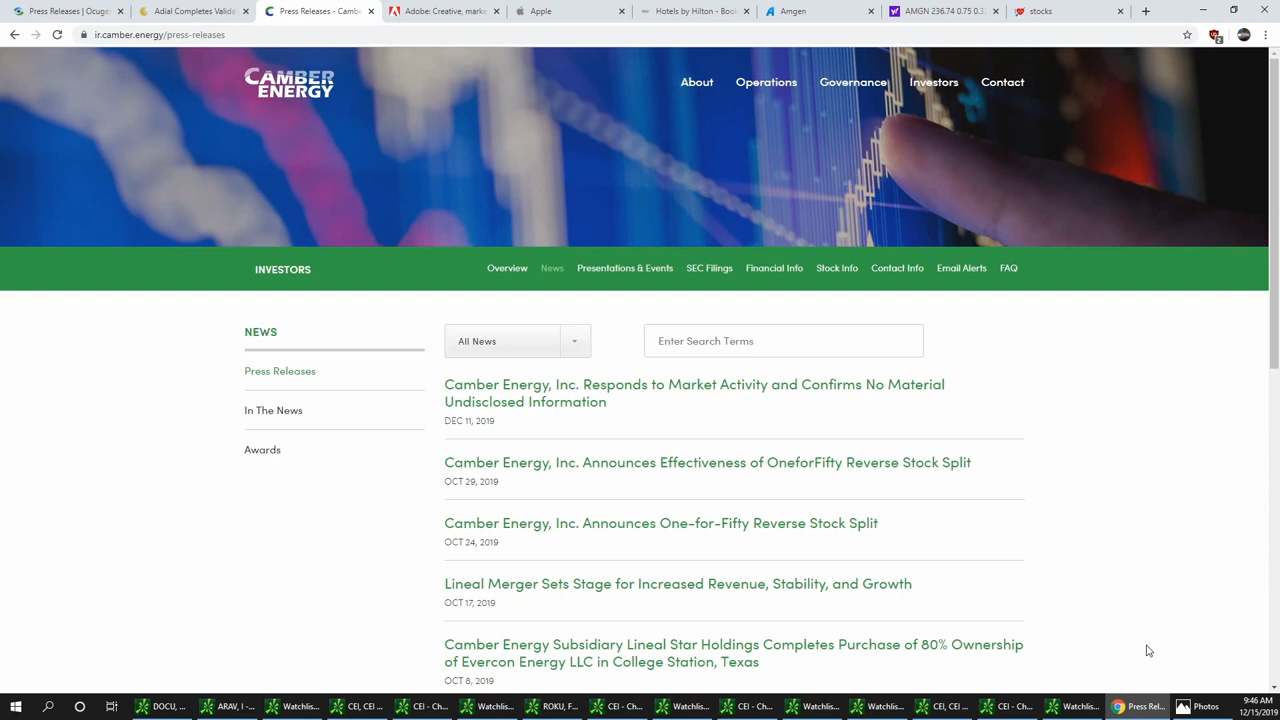 Press Releases | Ocuge
Adial Completes Valida
Press Releases - Camb
Adobe: Creative, marke
Apple
Hotels by Hilton - Boo
Amgen
AMGN 236.74 0.75 0.3
stocks
ir.camber.energy/press-releases
2
CAMBER
ENERGY
About
Operations
Governance
Investors
Contact
INVESTORS
Overview
News
Presentations & Events
SEC Filings
Financial Info
Stock Info
Contact Info
Email Alerts
FAQ
NEWS
Press Releases
In The News
Awards
All News
Enter Search Terms
Camber Energy, Inc. Responds to Market Activity and Confirms No Material
Undisclosed Information
DEC 11, 2019
Camber Energy, Inc. Announces Effectiveness of OneforFifty Reverse Stock Split
OCT 29, 2019
Camber Energy, Inc. Announces One-for-Fifty Reverse Stock Split
OCT 24, 2019
Lineal Merger Sets Stage for Increased Revenue, Stability, and Growth
OCT 17, 2019
Camber Energy Subsidiary Lineal Star Holdings Completes Purchase of 80% Ownership
of Evercon Energy LLC in College Station, Texas
OCT 8, 2019
DOCU, ...
ARAV, I -...
Watchlis...
CEI, CEI ...
CEI - Ch...
Watchlis...
ROKU, F...
CEI - Ch...
Watchlis...
Watchlis...
Watchlis...
CEI, CEI ...
CEI - Ch...
Watchlis...
Press Rel...
Photos
9:46 AM
12/15/2019